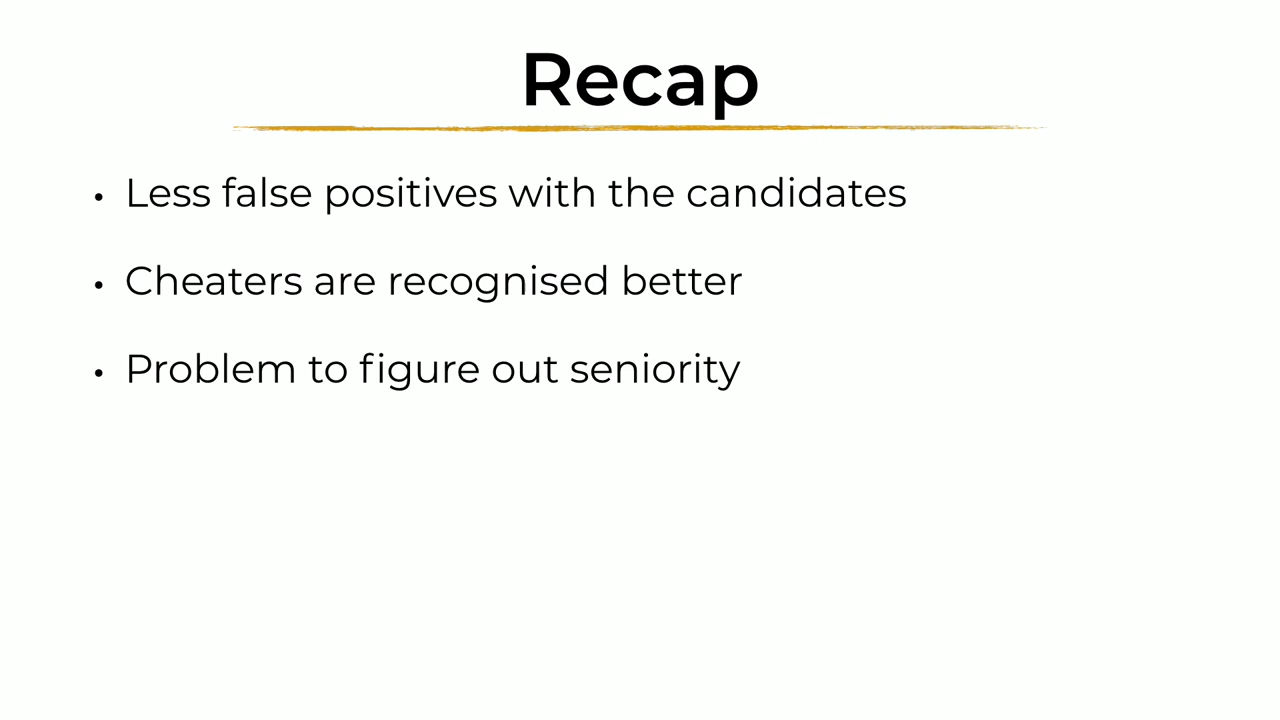 Recap
• Less false positives with the candidates
• Cheaters are recognised better
• Problem to figure out seniority